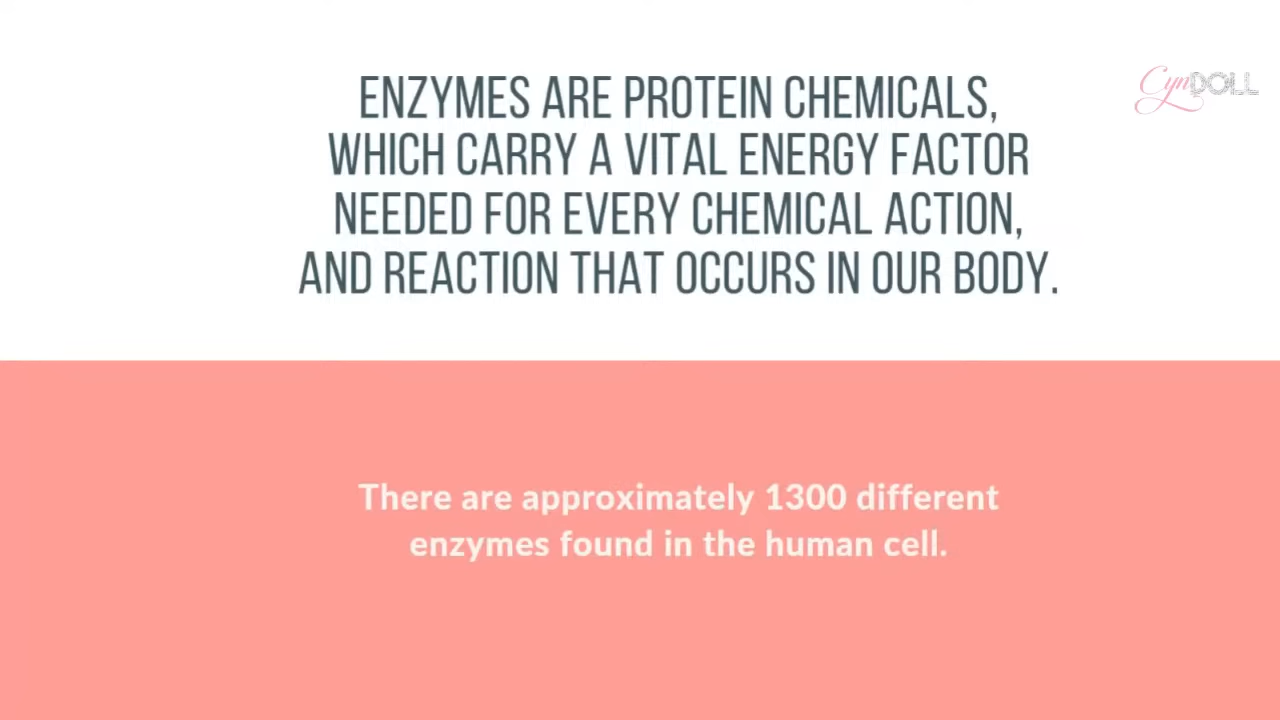 ENZYMES ARE PROTEIN CHEMICALS,
WHICH CARRY A VITAL ENERGY FACTOR
NEEDED FOR EVERY CHEMICAL ACTION,
AND REACTION THAT OCCURS IN OUR BODY.
CynDOLL
There are approximately 1300 different
enzymes found in the human cell.